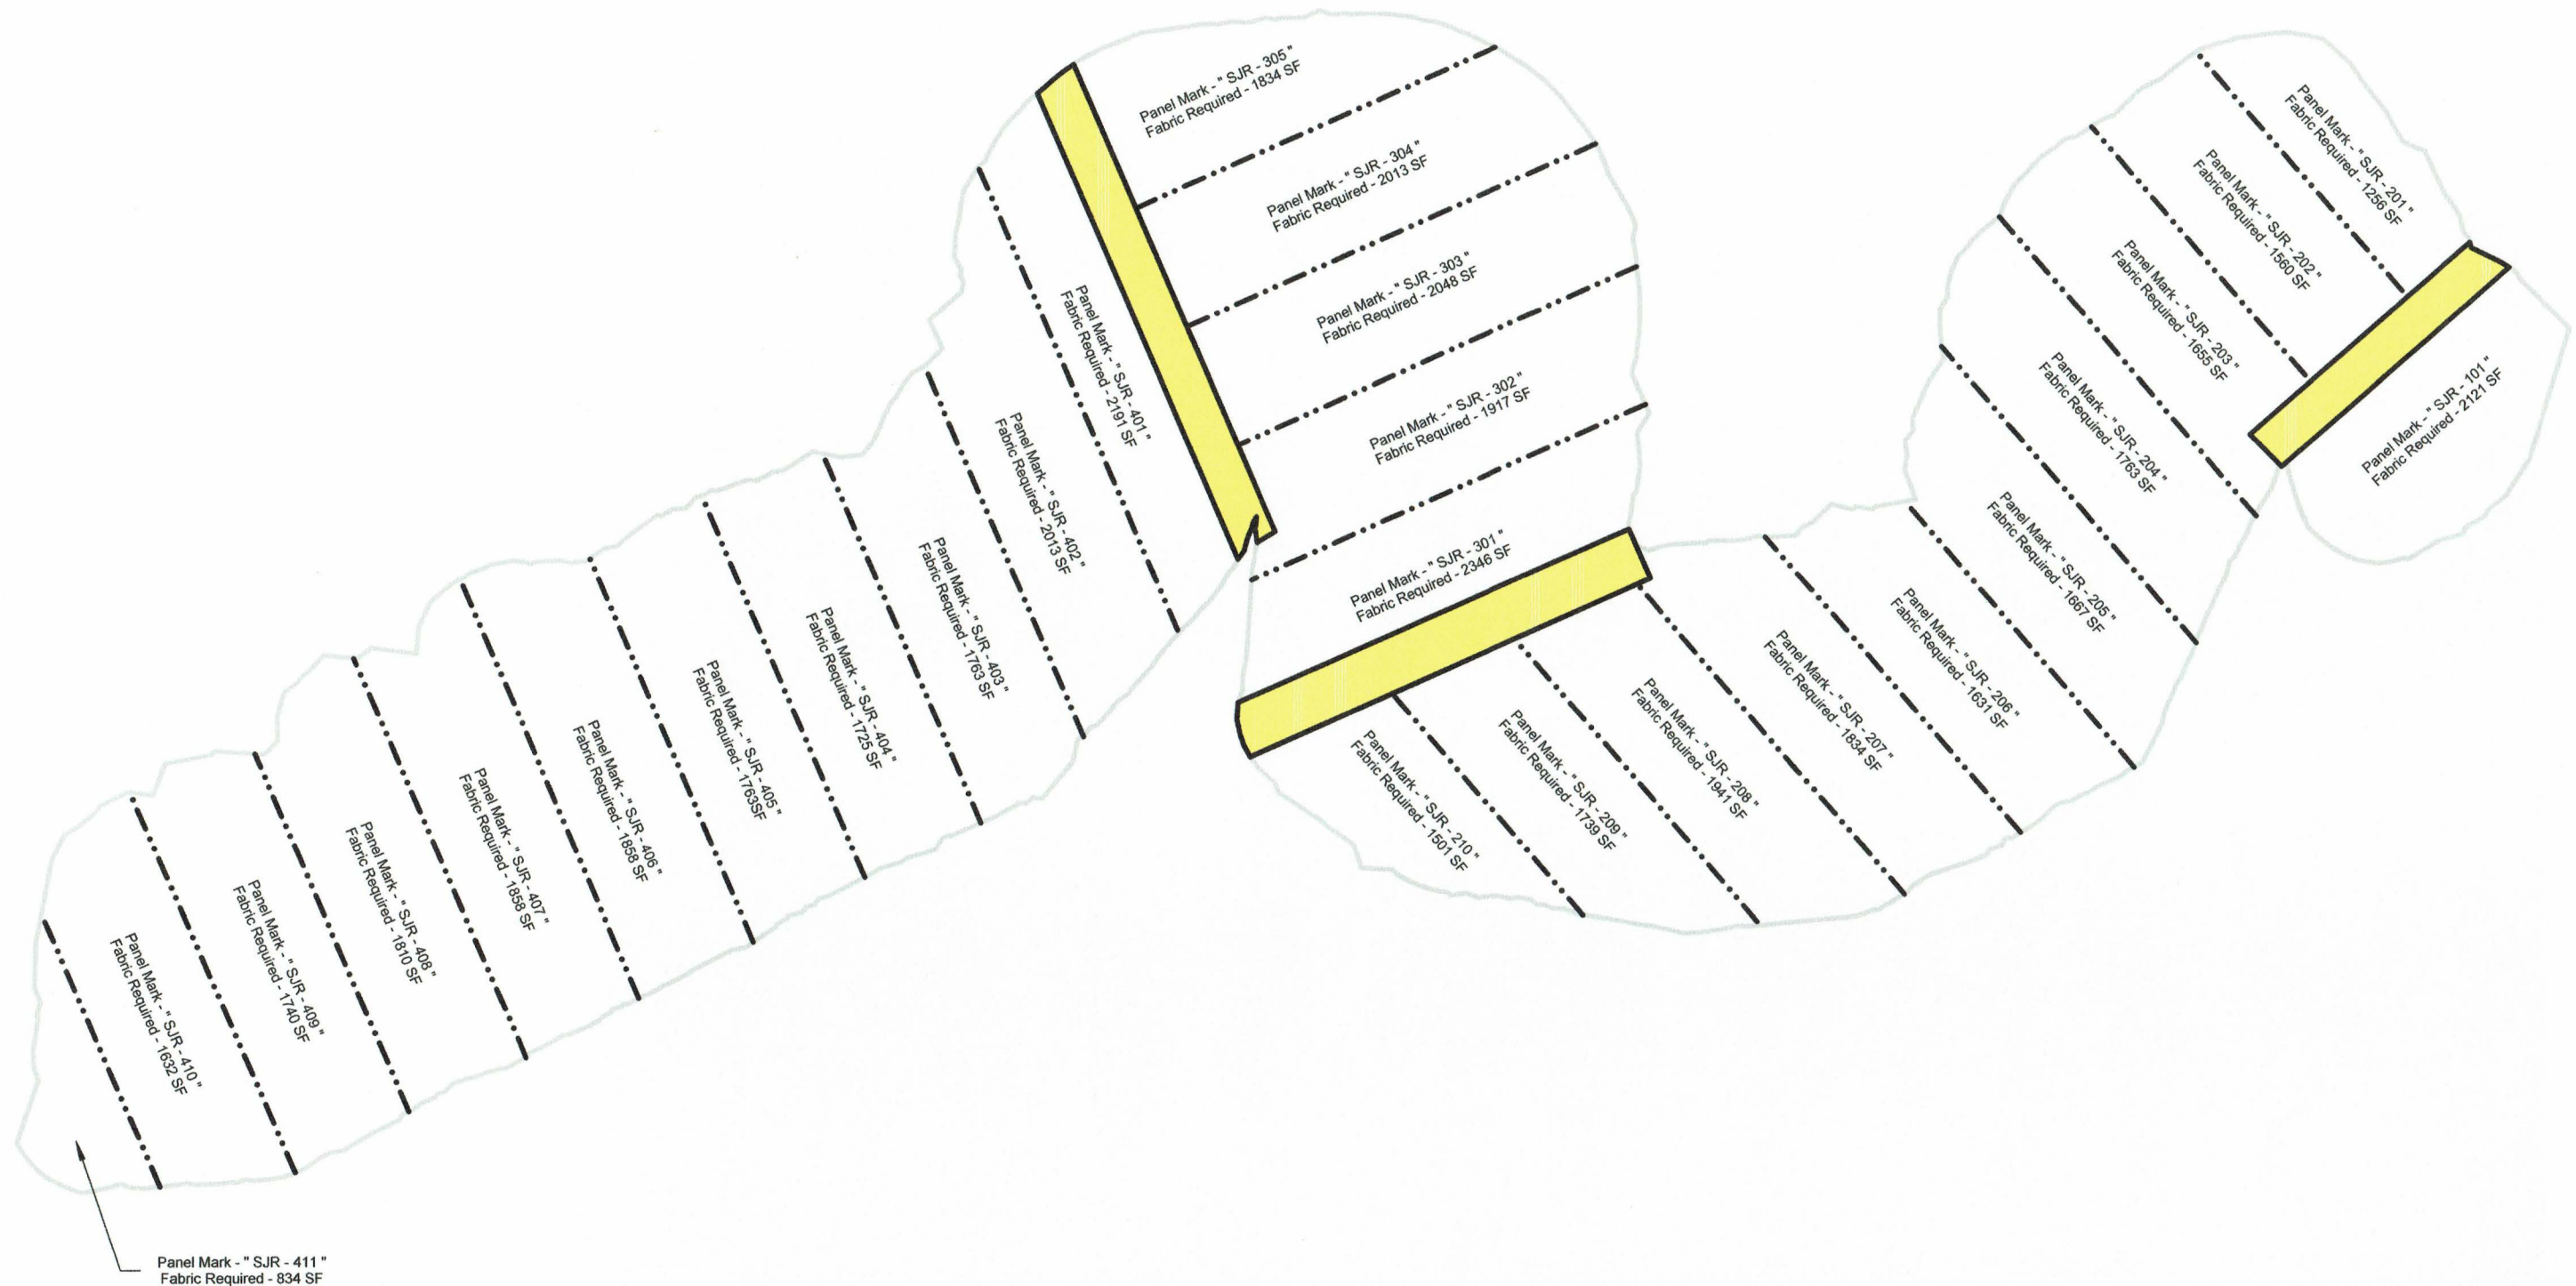 Panel Mark - " SJR - 305 "
Fabric Required - 1834 SF
Panel Mark - " SJR - 304 "
Fabric Required - 2013 SF
Panel Mark - " SJR - 303 "
Fabric Required - 2048 SF
Panel Mark - " SJR - 302 "
Fabric Required - 1917 SF
Panel Mark - " SJR - 301 "
Fabric Required - 2346 SF
Panel Mark - " SJR - 201 "
Fabric Required - 1256 SF
Panel Mark - " SJR - 202 "
Fabric Required - 1560 SF
Panel Mark - " SJR - 203 "
Fabric Required - 1655 SF
Panel Mark - " SJR - 204 "
Fabric Required - 1763 SF
Panel Mark - " SJR - 205 "
Fabric Required - 1667 SF
Panel Mark - " SJR - 206 "
Fabric Required - 1631 SF
Panel Mark - " SJR - 207 "
Fabric Required - 1834 SF
Panel Mark - " SJR - 208 "
Fabric Required - 1941 SF
Panel Mark - " SJR - 209 "
Fabric Required - 1739 SF
Panel Mark - " SJR - 210 "
Fabric Required - 1501 SF
Panel Mark - " SJR - 101 "
Fabric Required - 2121 SF
Panel Mark - " SJR - 401 "
Fabric Required - 2191 SF
Panel Mark - " SJR - 402 "
Fabric Required - 2013 SF
Panel Mark - " SJR - 403 "
Fabric Required - 1763 SF
Panel Mark - " SJR - 404 "
Fabric Required - 1725 SF
Panel Mark - " SJR - 405 "
Fabric Required - 1763SF
Panel Mark - " SJR - 406 "
Fabric Required - 1858 SF
Panel Mark - " SJR - 407 "
Fabric Required - 1858 SF
Panel Mark - " SJR - 408 "
Fabric Required - 1810 SF
Panel Mark - " SJR - 409 "
Fabric Required - 1740 SF
Panel Mark - " SJR - 410 "
Fabric Required - 1632 SF
Panel Mark - " SJR - 411 "
Fabric Required - 834 SF